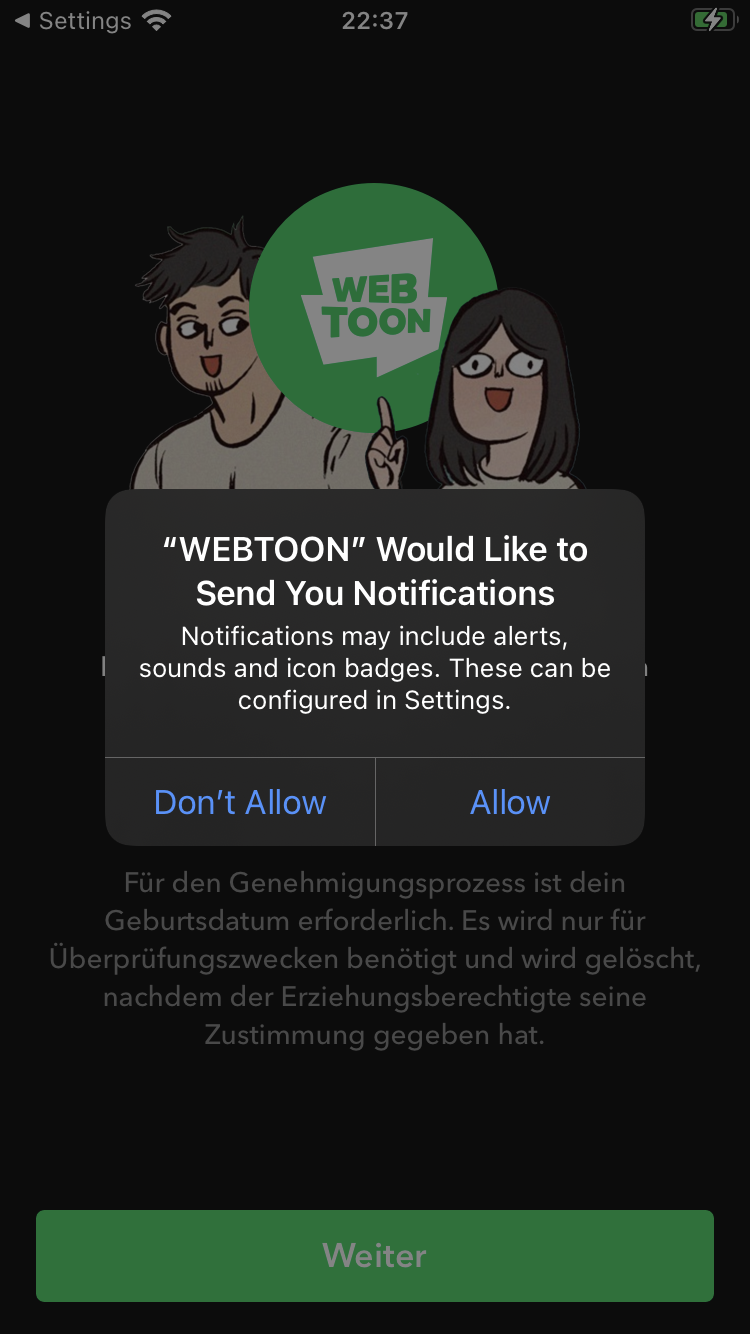 Settings
22:37
WEB
TOON
“WEBTOON” Would Like to
Send You Notifications
Notifications may include alerts,
sounds and icon badges. These can be
configured in Settings.
Don’t Allow
Allow
Für den Genehmigungsprozess ist dein
Geburtsdatum erforderlich. Es wird nur für
Überprüfungszwecken benötigt und wird gelöscht,
nachdem der Erziehungsberechtigte seine
Zustimmung gegeben hat.
Weiter